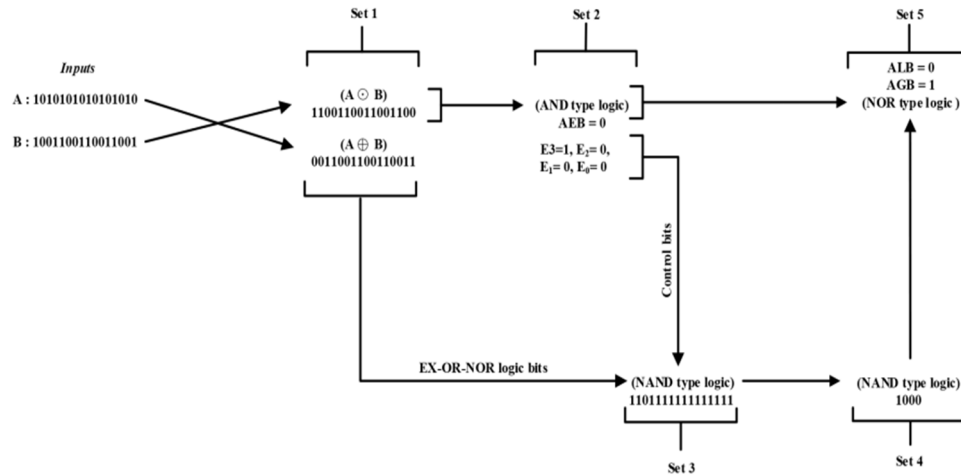 Set 1
Set 2
Set 5
Inputs
A : 1010101010101010
B : 1001100110011001
(A ⊙ B)
1100110011001100
(A ⊕ B)
0011001100110011
(AND type logic)
AEB = 0
E3=1, E₂= 0,
E₁= 0, E₀= 0
ALB = 0
AGB = 1
(NOR type logic )
Control bits
EX-OR-NOR logic bits
(NAND type logic)
1101111111111111
Set 3
(NAND type logic)
1000
Set 4